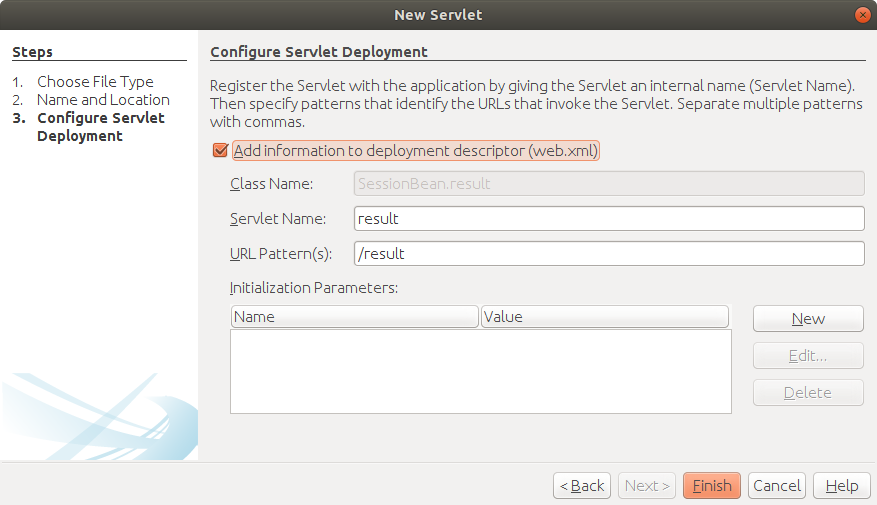 New Servlet
Steps
1. Choose File Type
2. Name and Location
3. Configure Servlet
Deployment
Configure Servlet Deployment
Register the Servlet with the application by giving the Servlet an internal name (Servlet Name).
Then specify patterns that identify the URLs that invoke the Servlet. Separate multiple patterns
with commas.
Add information to deployment descriptor (web.xml)
Class Name: SessionBean.result
Servlet Name: result
URL Pattern(s): /result
Initialization Parameters:
Name Value
New
Edit...
Delete
< Back Next > Finish Cancel Help